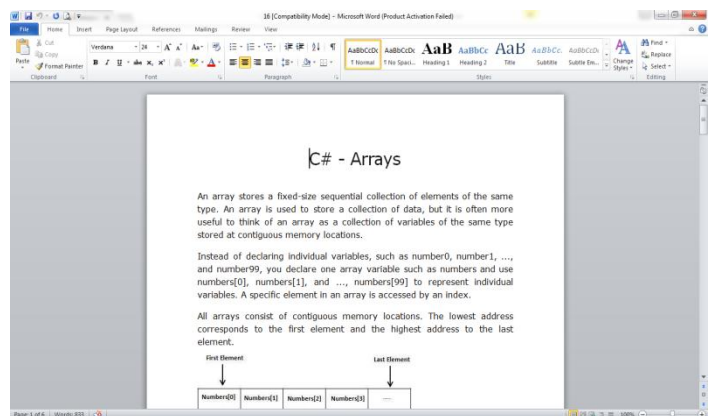 16 [Compatibility Mode] - Microsoft Word (Product Activation Failed)
File Home Insert Page Layout References Mailings Review View
Cut
Copy
Paste
Format Painter
Clipboard
Verdana 24
Font
Paragraph
AaBbCcDc AaBbCcDc AaB AaBbCc AaB AaBbCc. AaBbCcDc
¶ Normal ¶ No Spaci... Heading 1 Heading 2 Title Subtitle Subtle Em...
Change Styles
Styles
Find
Replace
Select
Editing
C# - Arrays
An array stores a fixed-size sequential collection of elements of the same
type. An array is used to store a collection of data, but it is often more
useful to think of an array as a collection of variables of the same type
stored at contiguous memory locations.
Instead of declaring individual variables, such as number0, number1, ...,
and number99, you declare one array variable such as numbers and use
numbers[0], numbers[1], and ..., numbers[99] to represent individual
variables. A specific element in an array is accessed by an index.
All arrays consist of contiguous memory locations. The lowest address
corresponds to the first element and the highest address to the last
element.
First Element Last Element
Numbers[0] Numbers[1] Numbers[2] Numbers[3] ......
Page: 1 of 6 Words: 833 100%